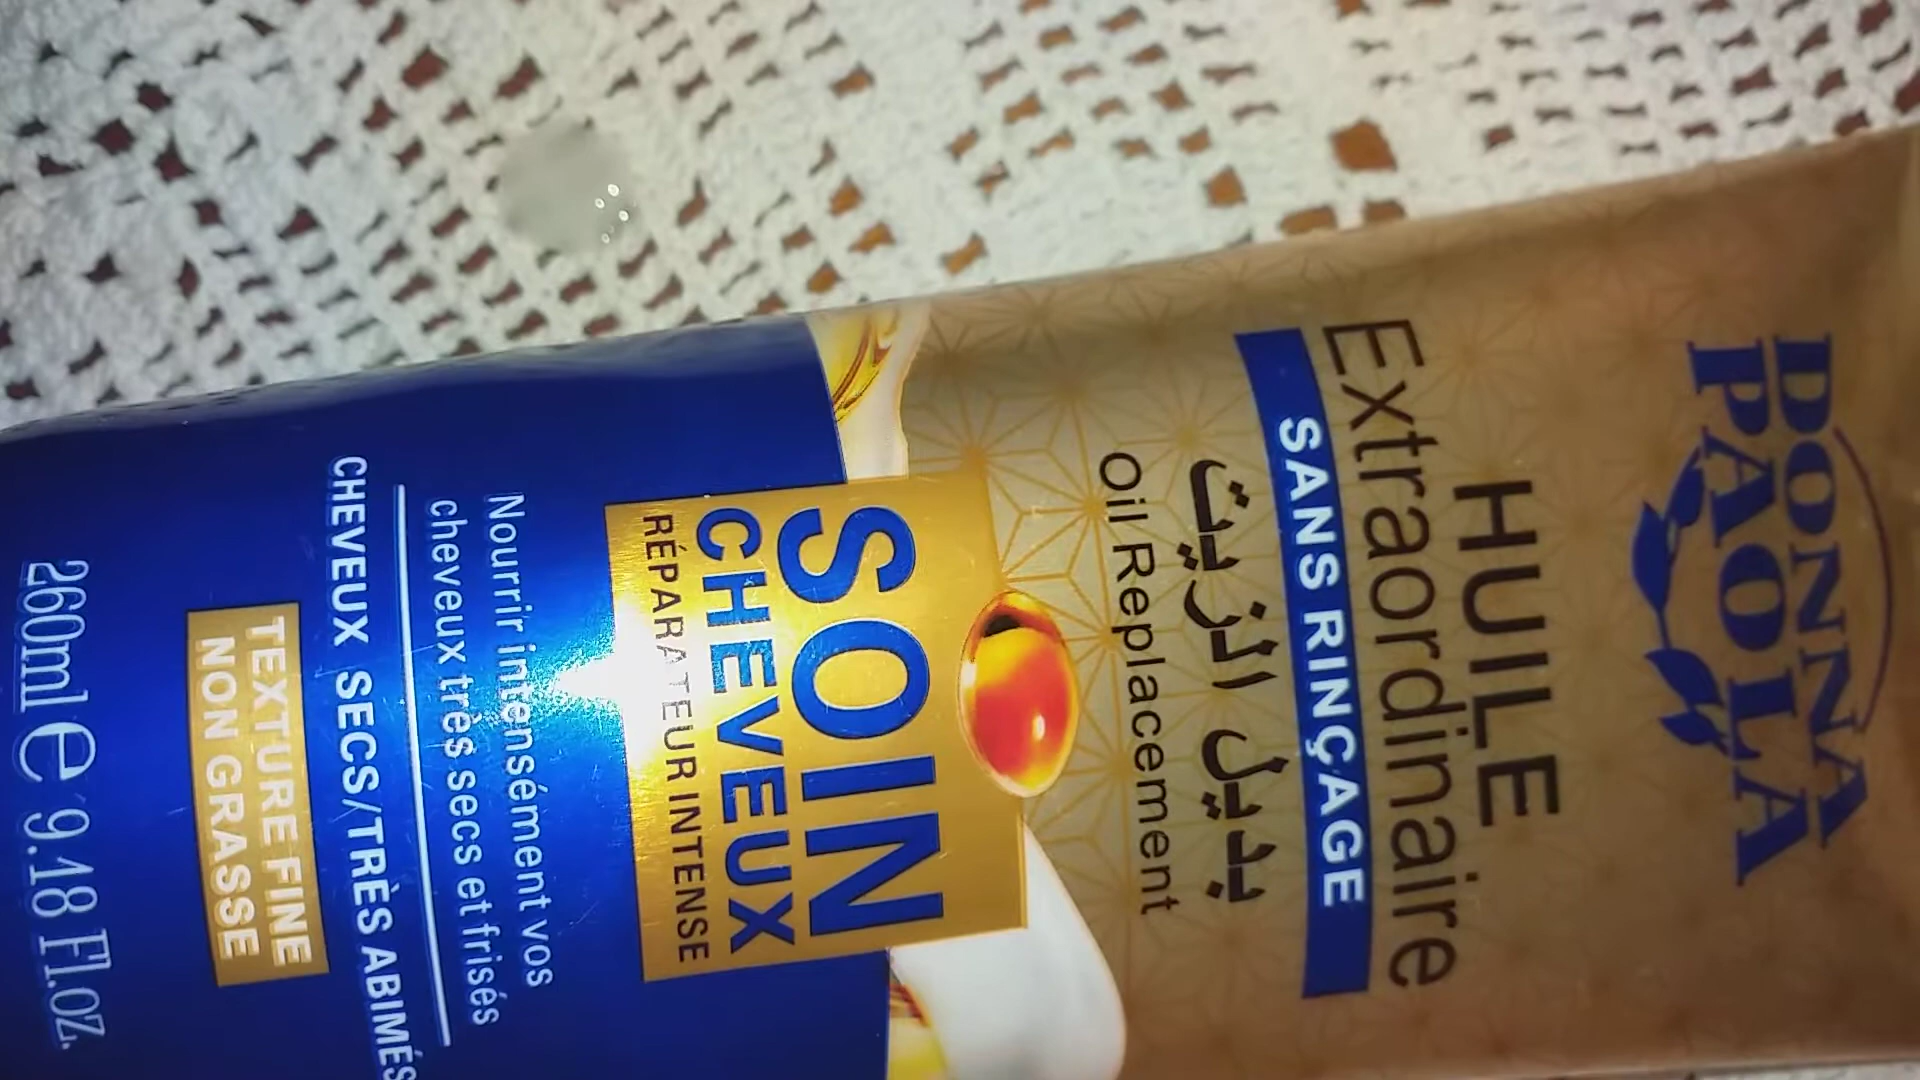 DONNA
PAOLA
HUILE
Extraordinaire
SANS RINÇAGE
بديل الزيت
Oil Replacement
SOIN
CHEVEUX
RÉPARATEUR INTENSE
Nourrir intensément vos
cheveux très secs et frisés
CHEVEUX SECS/TRÈS ABIMÉS
TEXTURE FINE
NON GRASSE
260ml e 9.18 Fl.oz.